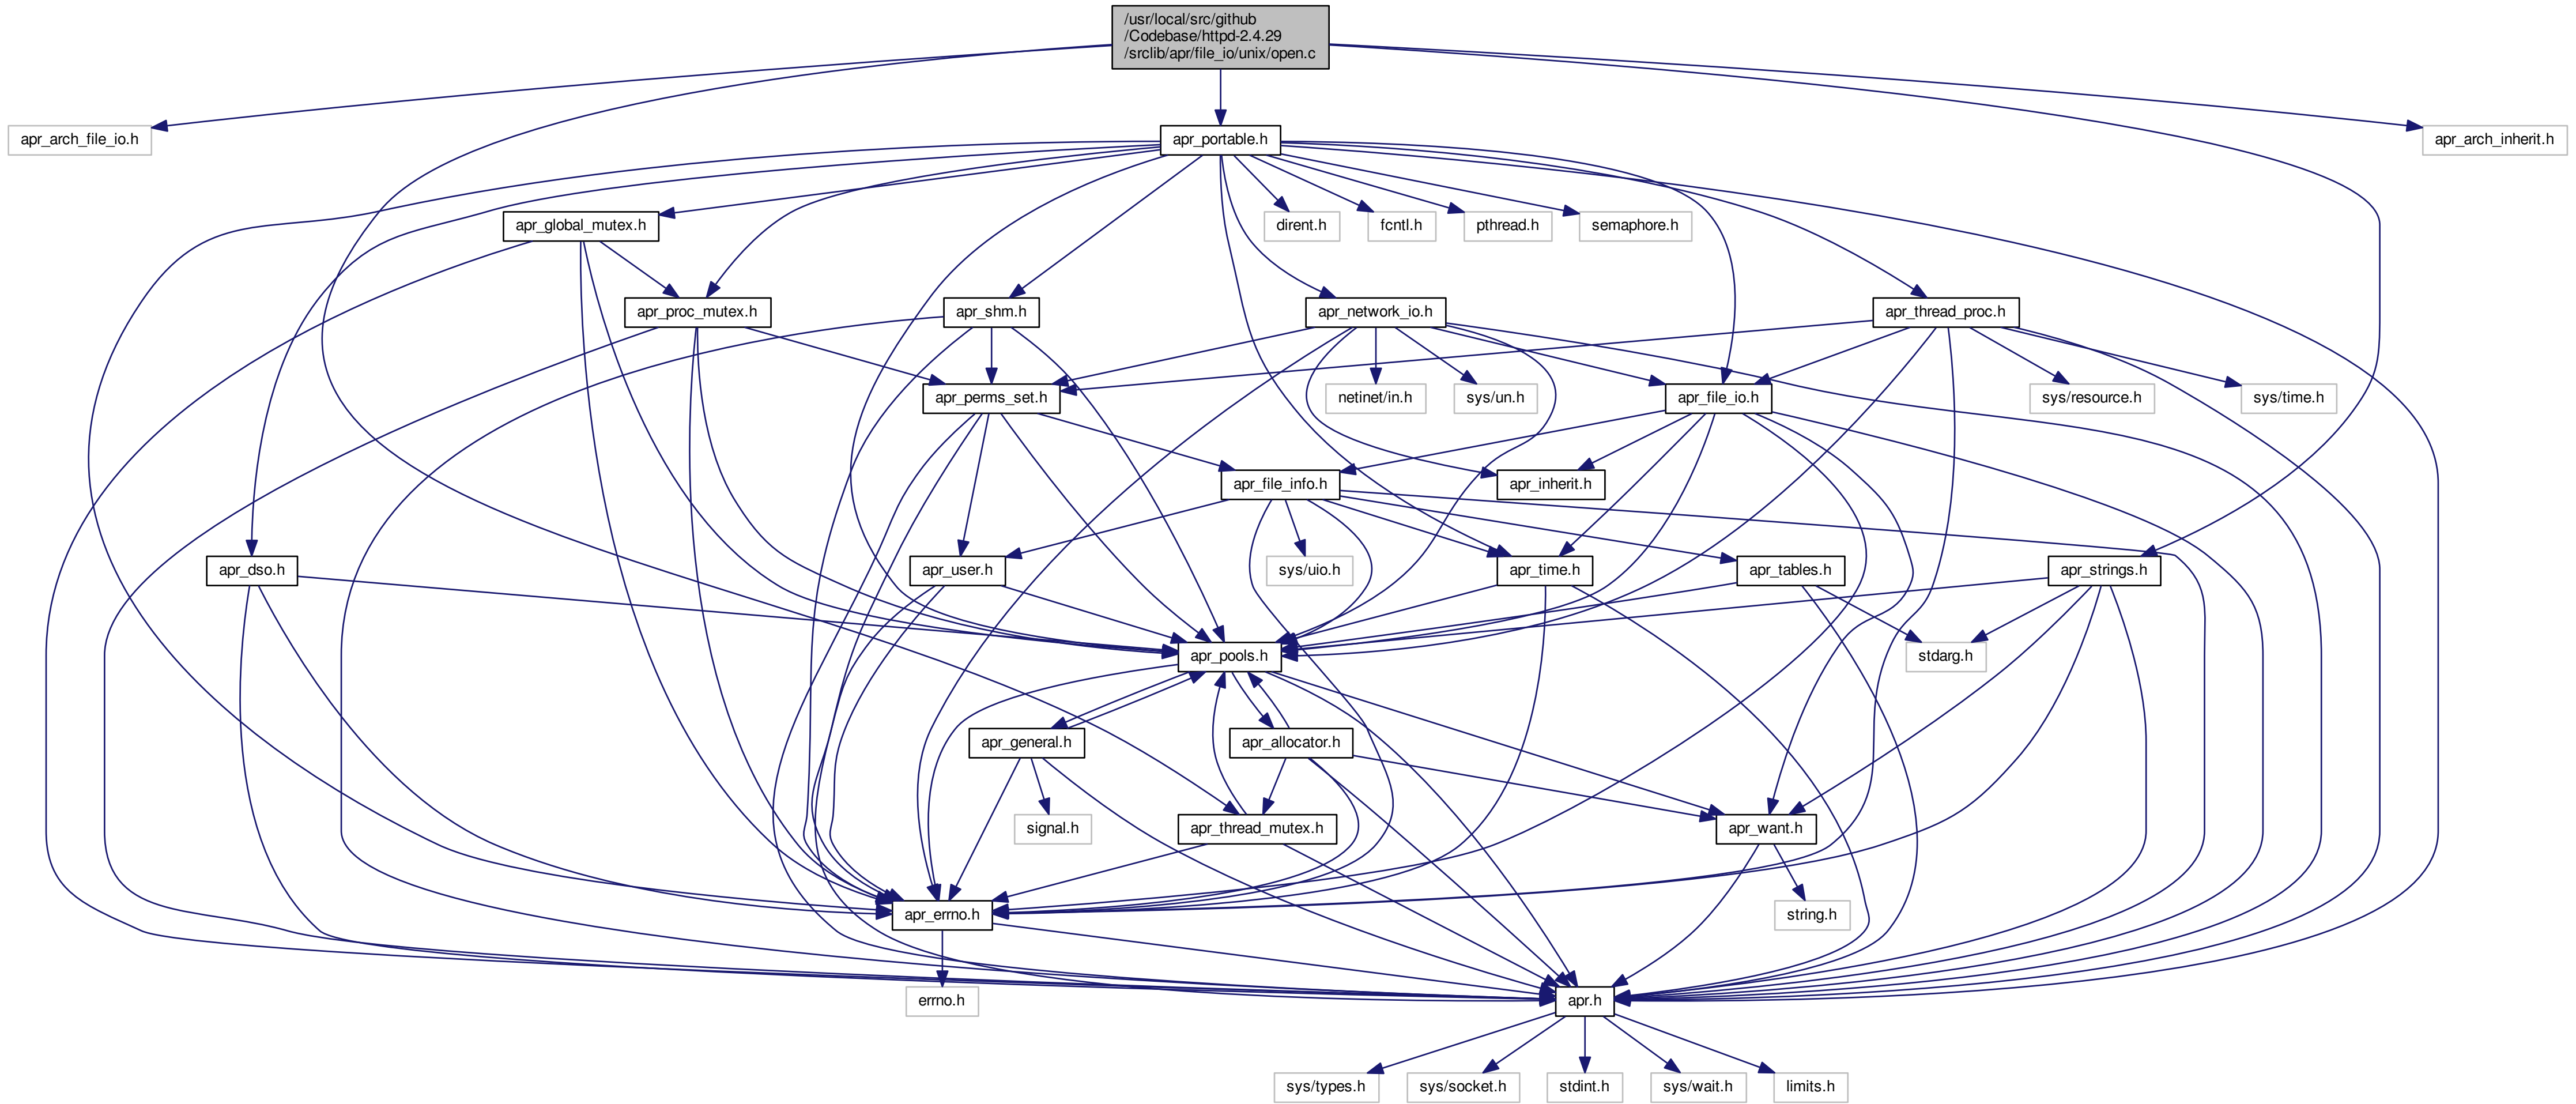 /usr/local/src/github
/Codebase/httpd-2.4.29
/srclib/apr/file_io/unix/open.c
apr_arch_file_io.h
apr_portable.h
apr_arch_inherit.h
apr_global_mutex.h
dirent.h
fcntl.h
pthread.h
semaphore.h
apr_proc_mutex.h
apr_shm.h
apr_network_io.h
apr_thread_proc.h
apr_perms_set.h
netinet/in.h
sys/un.h
apr_file_io.h
sys/resource.h
sys/time.h
apr_file_info.h
apr_inherit.h
apr_dso.h
apr_user.h
sys/uio.h
apr_time.h
apr_tables.h
apr_strings.h
apr_pools.h
stdarg.h
apr_general.h
apr_allocator.h
signal.h
apr_thread_mutex.h
apr_want.h
apr_errno.h
string.h
errno.h
apr.h
sys/types.h
sys/socket.h
stdint.h
sys/wait.h
limits.h